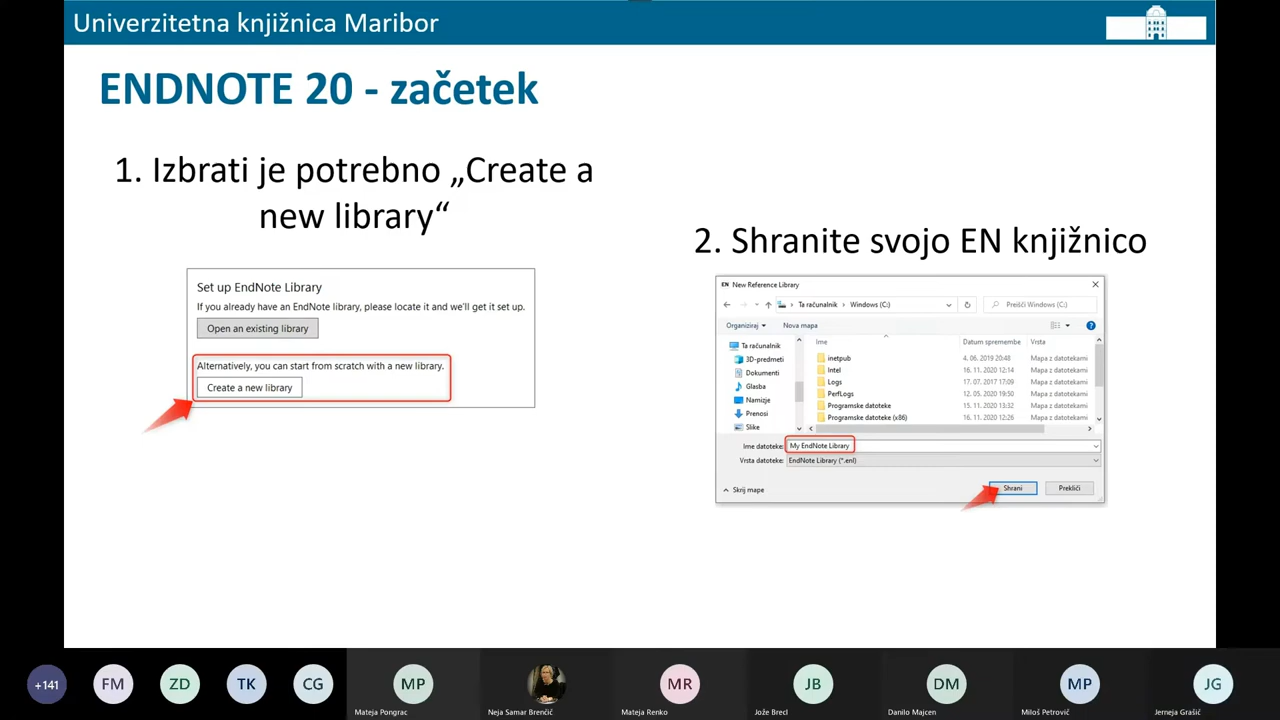 Univerzitetna knjižnica Maribor
ENDNOTE 20 - začetek
1. Izbrati je potrebno „Create a
new library“
Set up EndNote Library
If you already have an EndNote library, please locate it and we'll get it set up.
Open an existing library
Alternatively, you can start from scratch with a new library.
Create a new library
2. Shranite svojo EN knjižnico
EN New Reference Library
Ta računalnik › Windows (C:)
Preišči Windows (C:)
Organiziraj
Nova mapa
Ta računalnik
3D-predmeti
Dokumenti
Glasba
Namizje
Prenosi
Slike
Ime Datum spremembe Vrsta
inetpub 4. 06. 2019 20:48 Mapa z datotekami
Intel 16. 11. 2020 12:14 Mapa z datotekami
Logs 17. 07. 2017 17:09 Mapa z datotekami
PerfLogs 12. 05. 2020 19:50 Mapa z datotekami
Programske datoteke 15. 11. 2020 13:32 Mapa z datotekami
Programske datoteke (x86) 16. 11. 2020 12:26 Mapa z datotekami
Ime datoteke: My EndNote Library
Vrsta datoteke: EndNote Library (*.enl)
Skrij mape
Shrani
Prekliči
+141
FM
ZD
TK
CG
MP
MR
JB
DM
MP
JG
Mateja Pongrac
Neja Samar Brenčič
Mateja Renko
Jože Brecl
Danilo Majcen
Miloš Petrovič
Jerneja Grašič